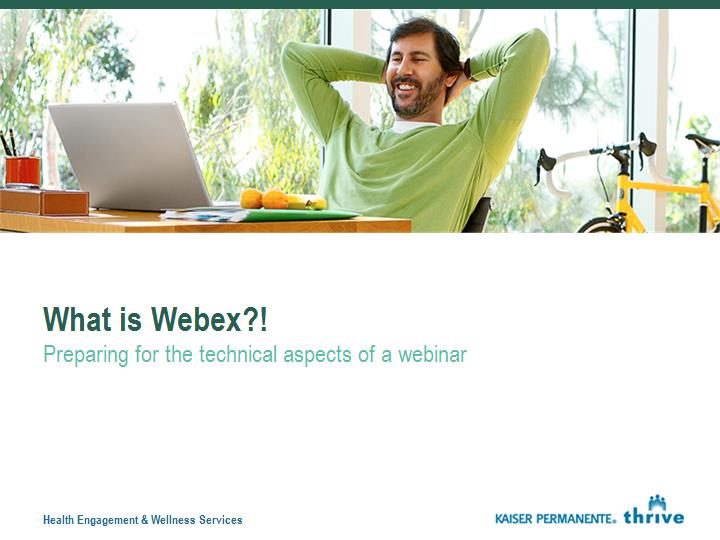 What is Webex?!
Preparing for the technical aspects of a webinar
Health Engagement & Wellness Services
KAISER PERMANENTE® thrive